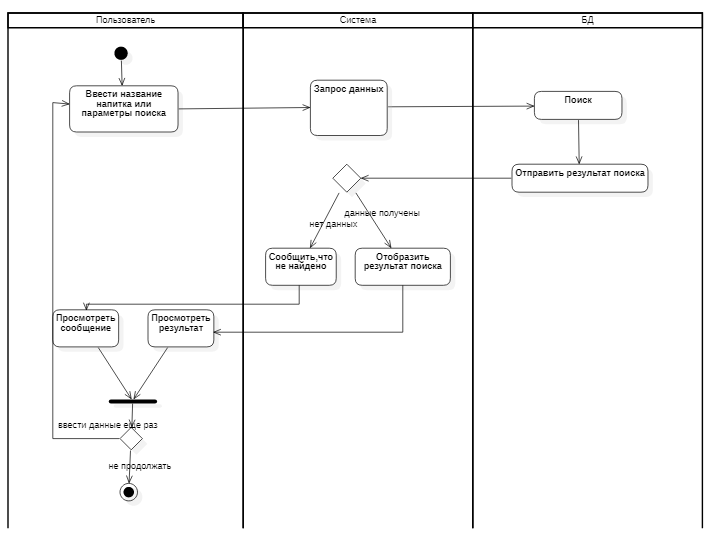 Пользователь
Система
БД
Ввести название
напитка или
параметры поиска
Запрос данных
Поиск
Отправить результат поиска
данные получены
нет данных
Сообщить,что
не найдено
Отобразить
результат поиска
Просмотреть
сообщение
Просмотреть
результат
ввести данные еще раз
не продолжать